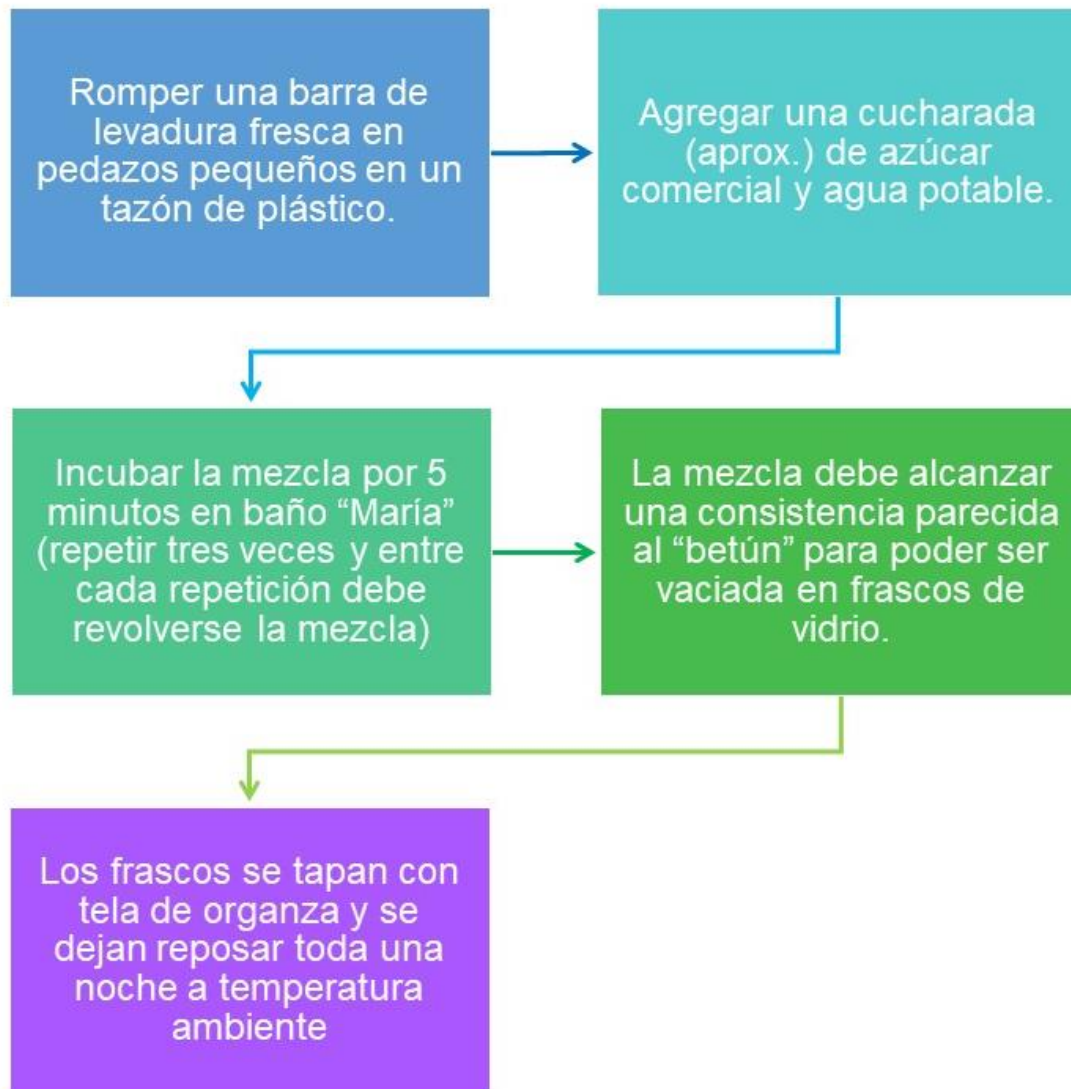 Romper una barra de
levadura fresca en
pedazos pequeños en un
tazón de plástico.
Agregar una cucharada
(aprox.) de azúcar
comercial y agua potable.
Incubar la mezcla por 5
minutos en baño “María”
(repetir tres veces y entre
cada repetición debe
revolverse la mezcla)
La mezcla debe alcanzar
una consistencia parecida
al “betún” para poder ser
vaciada en frascos de
vidrio.
Los frascos se tapan con
tela de organza y se
dejan reposar toda una
noche a temperatura
ambiente